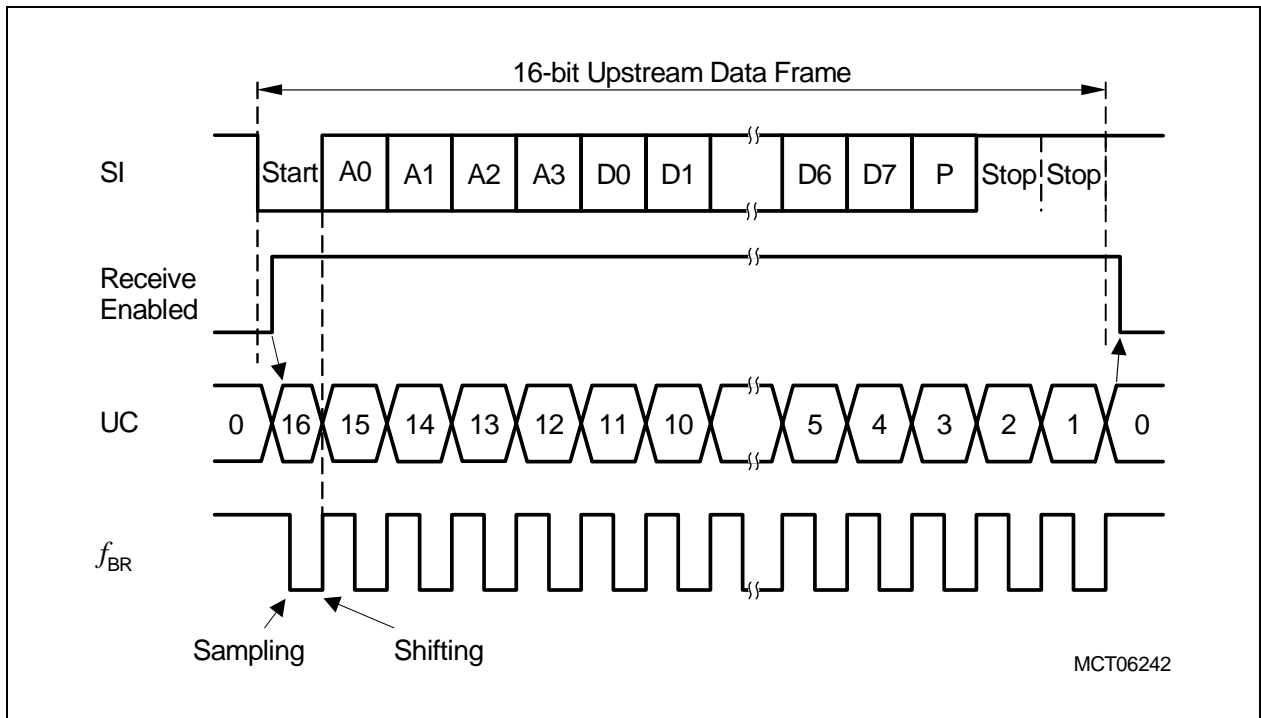 16-bit Upstream Data Frame
SI Start A0 A1 A2 A3 D0 D1 D6 D7 P Stop Stop
Receive
Enabled
UC 0 16 15 14 13 12 11 10 5 4 3 2 1 0
fBR
Sampling Shifting
MCT06242